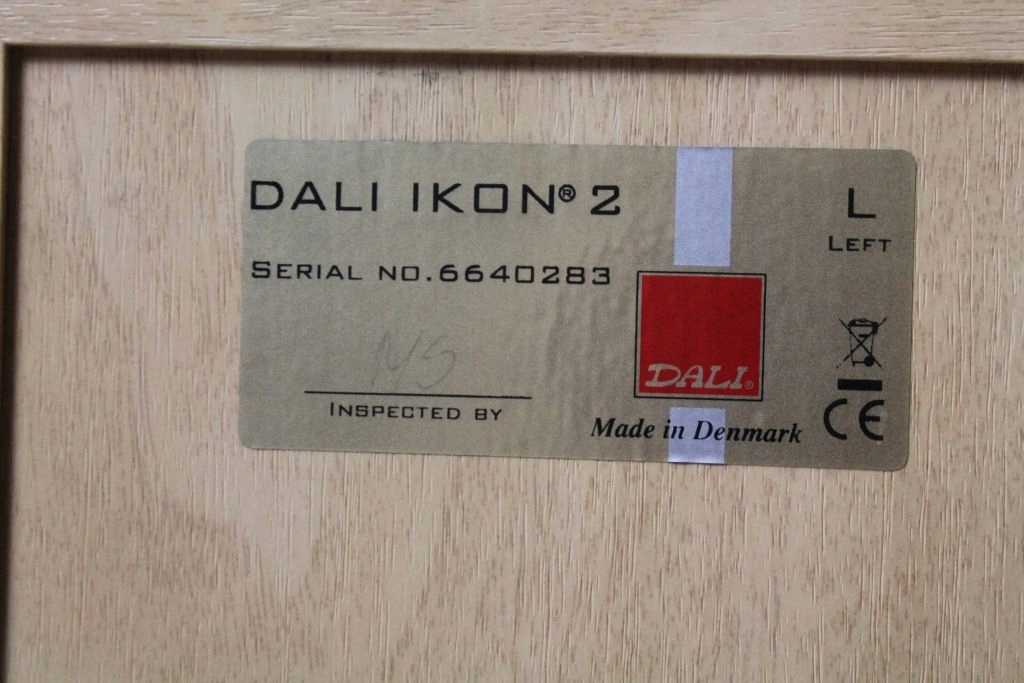 DALI IKON® 2
L
LEFT
SERIAL NO.6640283
DALI®
INSPECTED BY
Made in Denmark
CE